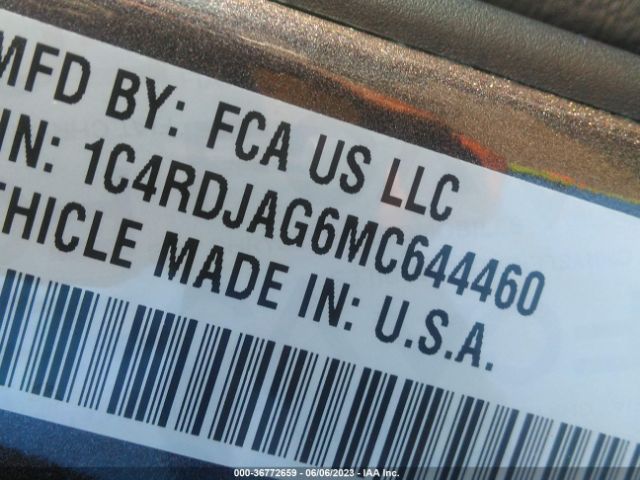 MFD BY: FCA US LLC
IN: 1C4RDJAG6MC644460
EHICLE MADE IN: U.S.A.
000-36772659 - 06/06/2023 - IAA Inc.